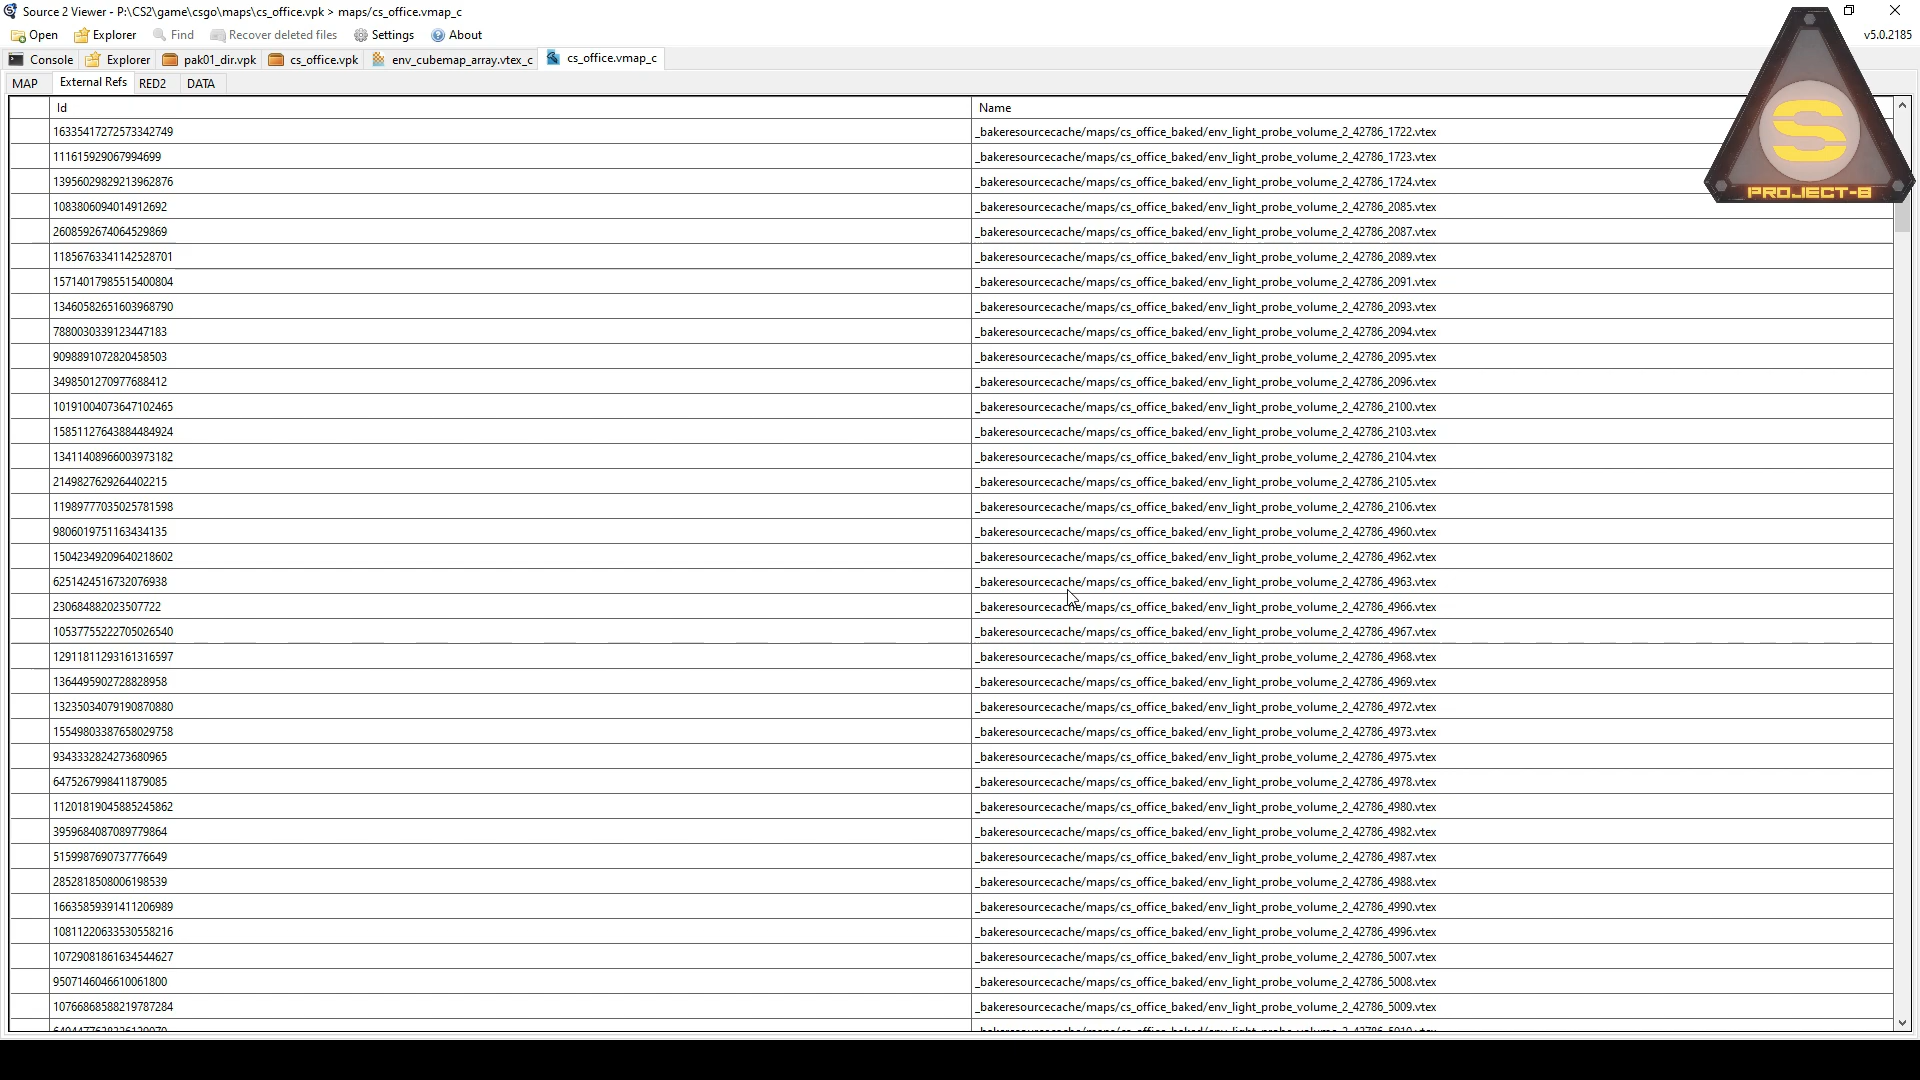 Source 2 Viewer - P:\CS2\game\csgo\maps\cs_office.vpk > maps/cs_office.vmap_c
Open Explorer Find Recover deleted files Settings About v5.0.2185
Console Explorer pak01_dir.vpk cs_office.vpk env_cubemap_array.vtex_c cs_office.vmap_c
MAP External Refs RED2 DATA
S
PROJECT-8
Id Name
16335417272573342749 _bakeresourcecache/maps/cs_office_baked/env_light_probe_volume_2_42786_1722.vtex
111615929067994699 _bakeresourcecache/maps/cs_office_baked/env_light_probe_volume_2_42786_1723.vtex
13956029829213962876 _bakeresourcecache/maps/cs_office_baked/env_light_probe_volume_2_42786_1724.vtex
1083806094014912692 _bakeresourcecache/maps/cs_office_baked/env_light_probe_volume_2_42786_2085.vtex
2608592674064529869 _bakeresourcecache/maps/cs_office_baked/env_light_probe_volume_2_42786_2087.vtex
11856763341142528701 _bakeresourcecache/maps/cs_office_baked/env_light_probe_volume_2_42786_2089.vtex
15714017985515400804 _bakeresourcecache/maps/cs_office_baked/env_light_probe_volume_2_42786_2091.vtex
13460582651603968790 _bakeresourcecache/maps/cs_office_baked/env_light_probe_volume_2_42786_2093.vtex
7880030339123447183 _bakeresourcecache/maps/cs_office_baked/env_light_probe_volume_2_42786_2094.vtex
9098891072820458503 _bakeresourcecache/maps/cs_office_baked/env_light_probe_volume_2_42786_2095.vtex
3498501270977688412 _bakeresourcecache/maps/cs_office_baked/env_light_probe_volume_2_42786_2096.vtex
10191004073647102465 _bakeresourcecache/maps/cs_office_baked/env_light_probe_volume_2_42786_2100.vtex
15851127643884484924 _bakeresourcecache/maps/cs_office_baked/env_light_probe_volume_2_42786_2103.vtex
13411408966003973182 _bakeresourcecache/maps/cs_office_baked/env_light_probe_volume_2_42786_2104.vtex
2149827629264402215 _bakeresourcecache/maps/cs_office_baked/env_light_probe_volume_2_42786_2105.vtex
11989777035025781598 _bakeresourcecache/maps/cs_office_baked/env_light_probe_volume_2_42786_2106.vtex
9806019751163434135 _bakeresourcecache/maps/cs_office_baked/env_light_probe_volume_2_42786_4960.vtex
15042349209640218602 _bakeresourcecache/maps/cs_office_baked/env_light_probe_volume_2_42786_4962.vtex
6251424516732076938 _bakeresourcecache/maps/cs_office_baked/env_light_probe_volume_2_42786_4963.vtex
230684882023507722 _bakeresourcecache/maps/cs_office_baked/env_light_probe_volume_2_42786_4966.vtex
10537755222705026540 _bakeresourcecache/maps/cs_office_baked/env_light_probe_volume_2_42786_4967.vtex
12911811293161316597 _bakeresourcecache/maps/cs_office_baked/env_light_probe_volume_2_42786_4968.vtex
1364495902728828958 _bakeresourcecache/maps/cs_office_baked/env_light_probe_volume_2_42786_4969.vtex
13235034079190870880 _bakeresourcecache/maps/cs_office_baked/env_light_probe_volume_2_42786_4972.vtex
15549803387658029758 _bakeresourcecache/maps/cs_office_baked/env_light_probe_volume_2_42786_4973.vtex
9343332824273680965 _bakeresourcecache/maps/cs_office_baked/env_light_probe_volume_2_42786_4975.vtex
6475267998411879085 _bakeresourcecache/maps/cs_office_baked/env_light_probe_volume_2_42786_4978.vtex
11201819045885245862 _bakeresourcecache/maps/cs_office_baked/env_light_probe_volume_2_42786_4980.vtex
3959684087089779864 _bakeresourcecache/maps/cs_office_baked/env_light_probe_volume_2_42786_4982.vtex
5159987690737776649 _bakeresourcecache/maps/cs_office_baked/env_light_probe_volume_2_42786_4987.vtex
2852818508006198539 _bakeresourcecache/maps/cs_office_baked/env_light_probe_volume_2_42786_4988.vtex
16635859391411206989 _bakeresourcecache/maps/cs_office_baked/env_light_probe_volume_2_42786_4990.vtex
10811220633530558216 _bakeresourcecache/maps/cs_office_baked/env_light_probe_volume_2_42786_4996.vtex
10729081861634544627 _bakeresourcecache/maps/cs_office_baked/env_light_probe_volume_2_42786_5007.vtex
9507146046610061800 _bakeresourcecache/maps/cs_office_baked/env_light_probe_volume_2_42786_5008.vtex
10766868588219787284 _bakeresourcecache/maps/cs_office_baked/env_light_probe_volume_2_42786_5009.vtex